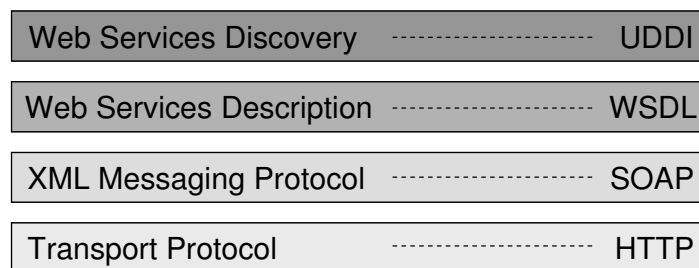 Web Services Discovery UDDI
Web Services Description WSDL
XML Messaging Protocol SOAP
Transport Protocol HTTP